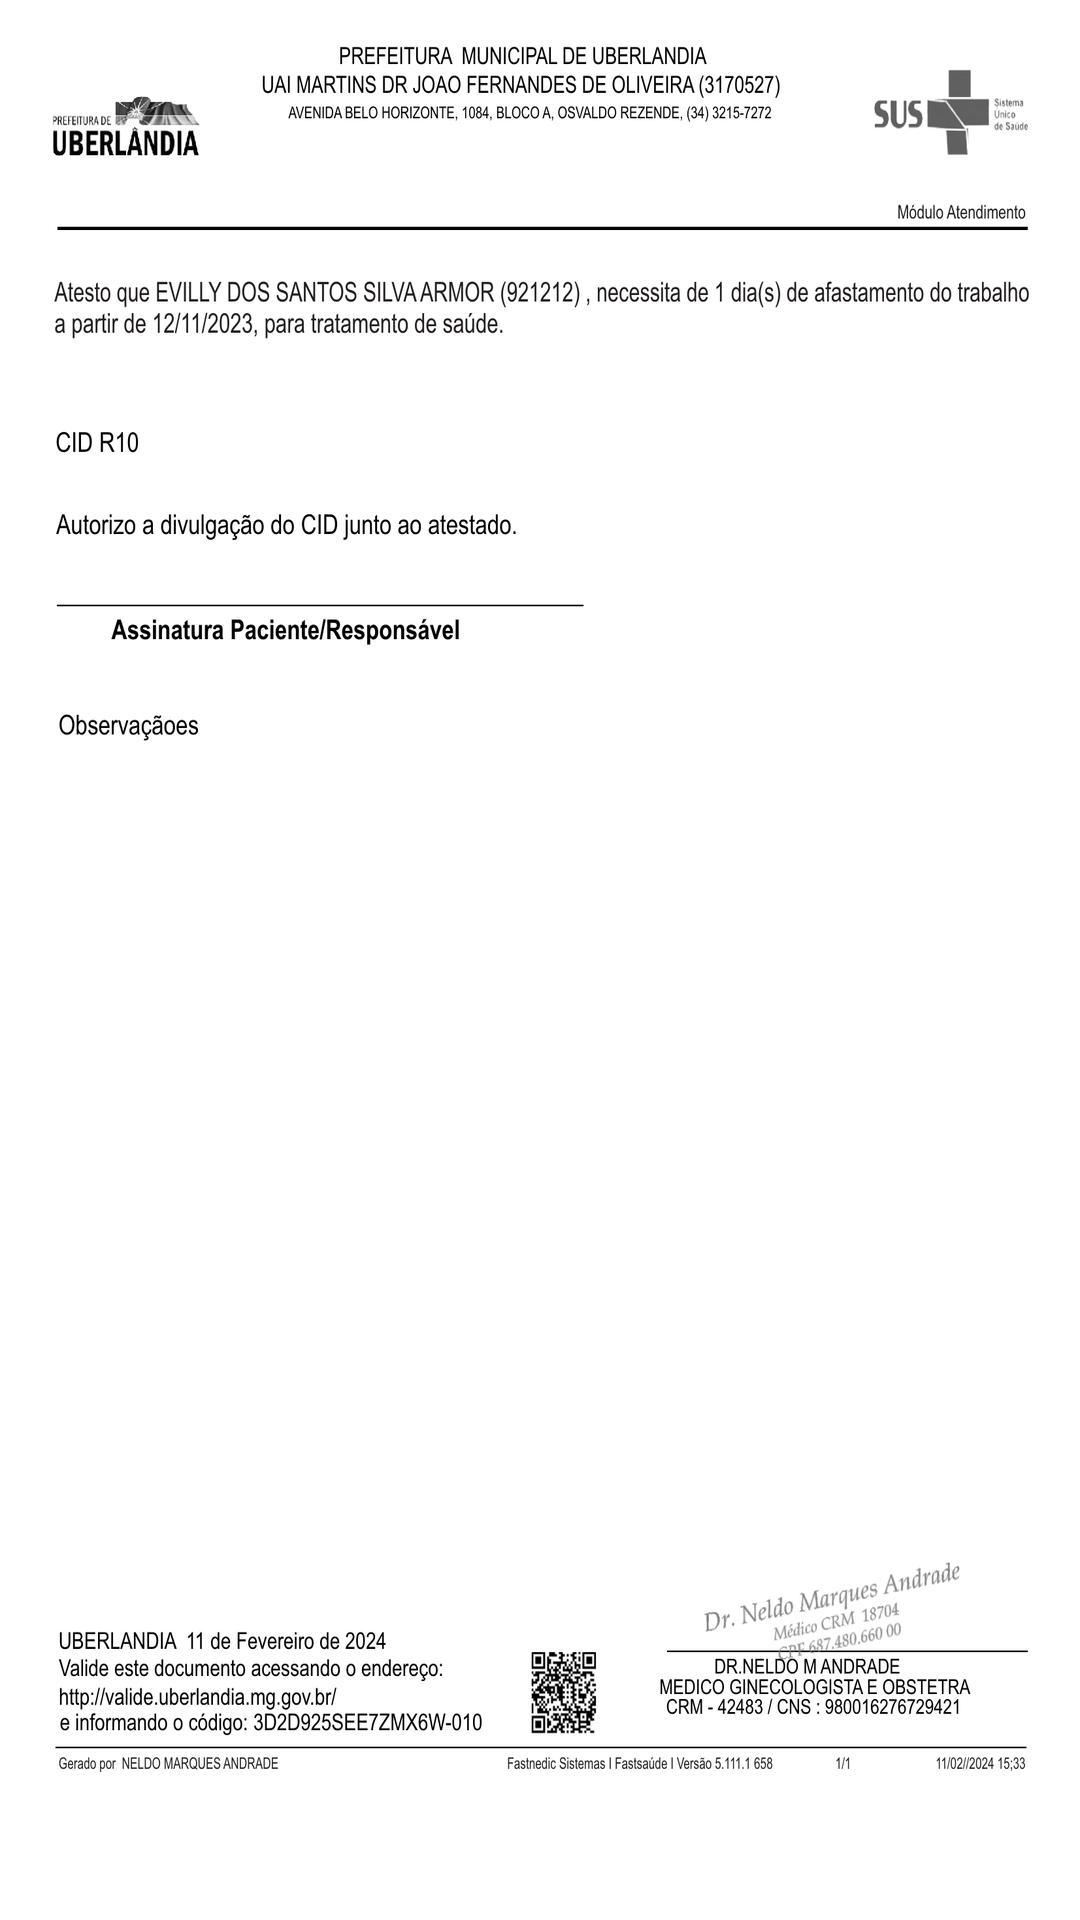 PREFEITURA MUNICIPAL DE UBERLANDIA
UAI MARTINS DR JOAO FERNANDES DE OLIVEIRA (3170527)
AVENIDA BELO HORIZONTE, 1084, BLOCO A, OSVALDO REZENDE, (34) 3215-7272
PREFEITURA DE
UBERLÂNDIA
SUS
Sistema
Único
de Saúde
Módulo Atendimento
Atesto que EVILLY DOS SANTOS SILVA ARMOR (921212) , necessita de 1 dia(s) de afastamento do trabalho
a partir de 12/11/2023, para tratamento de saúde.
CID R10
Autorizo a divulgação do CID junto ao atestado.
Assinatura Paciente/Responsável
Observaçãoes
Dr. Neldo Marques Andrade
Médico CRM 18704
CPF 687.480.660 00
UBERLANDIA 11 de Fevereiro de 2024
Valide este documento acessando o endereço:
http://valide.uberlandia.mg.gov.br/
e informando o código: 3D2D925SEE7ZMX6W-010
DR.NELDO M ANDRADE
MEDICO GINECOLOGISTA E OBSTETRA
CRM - 42483 / CNS : 980016276729421
Gerado por NELDO MARQUES ANDRADE
Fastnedic Sistemas I Fastsaúde I Versão 5.111.1 658
1/1
11/02//2024 15;33